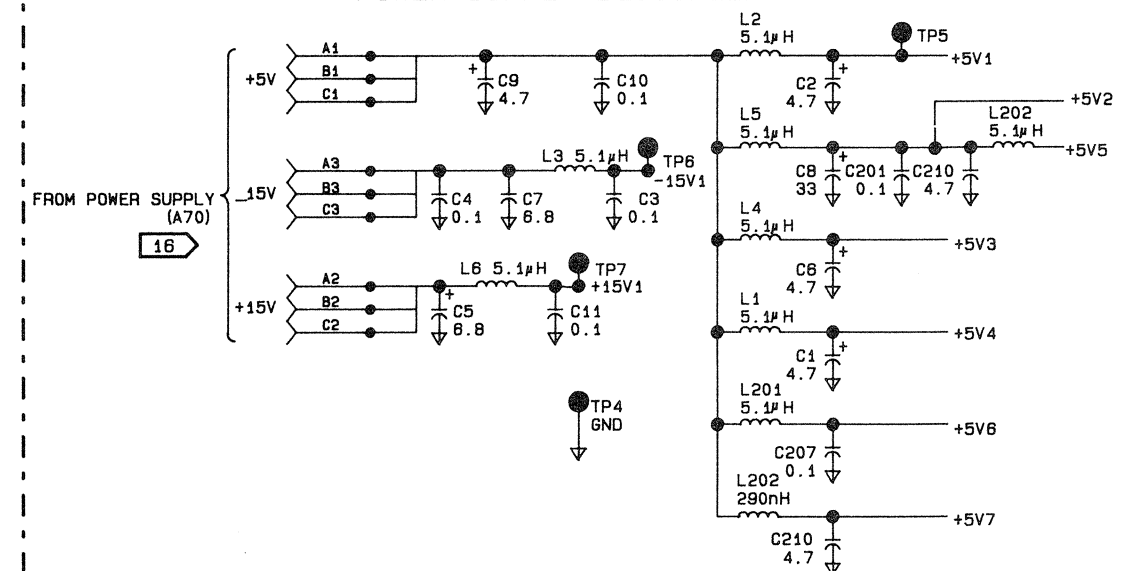 FROM POWER SUPPLY
(A70)
16
+5V
A1
B1
C1
+
C9
4.7
C10
0.1
-15V
A3
B3
C3
C4
0.1
C7
6.8
L3 5.1µH
C3
0.1
TP6
-15V1
+15V
A2
B2
C2
+
C5
6.8
L6 5.1µH
C11
0.1
TP7
+15V1
TP4
GND
L2
5.1µH
+
C2
4.7
TP5
+5V1
L5
5.1µH
+
C8
33
C201
0.1
C210
4.7
+5V2
L202
5.1µH
+5V5
L4
5.1µH
+
C6
4.7
+5V3
L1
5.1µH
+
C1
4.7
+5V4
L201
5.1µH
C207
0.1
+5V6
L202
290nH
C210
4.7
+5V7